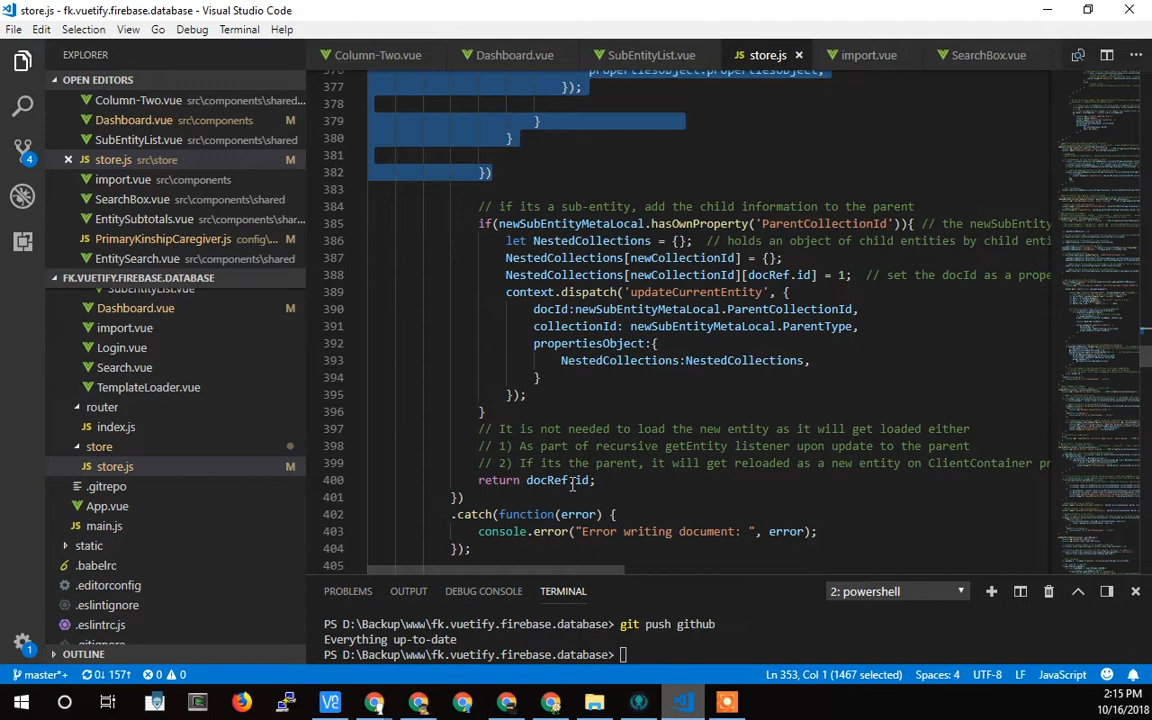 store.js - fk.vuetify.firebase.database - Visual Studio Code
File Edit Selection View Go Debug Terminal Help
EXPLORER
OPEN EDITORS
Column-Two.vue src\components\shared...
Dashboard.vue src\components M
SubEntityList.vue src\components\shared
store.js src\store M
import.vue src\components
SearchBox.vue src\components\shared
EntitySubtotals.vue src\components\shar...
PrimaryKinshipCaregiver.js config\... M
EntitySearch.vue src\components\shared
FK.VUETIFY.FIREBASE.DATABASE
SubEntityList.vue
Dashboard.vue M
import.vue
Login.vue
Search.vue
TemplateLoader.vue
router
index.js
store
store.js M
.gitrepo
App.vue
main.js
static
.babelrc
.editorconfig
.eslintignore
.eslintrc.js
.gitignore
OUTLINE
4
1
Column-Two.vue Dashboard.vue SubEntityList.vue store.js import.vue SearchBox.vue
376 propertiesObject.propertiesObject,
377 });
378
379 }
380 }
381
382 })
383
384 // if its a sub-entity, add the child information to the parent
385 if(newSubEntityMetaLocal.hasOwnProperty('ParentCollectionId')){ // the newSubEntity
386 let NestedCollections = {}; // holds an object of child entities by child enti
387 NestedCollections[newCollectionId] = {};
388 NestedCollections[newCollectionId][docRef.id] = 1; // set the docId as a prope
389 context.dispatch('updateCurrentEntity', {
390 docId:newSubEntityMetaLocal.ParentCollectionId,
391 collectionId: newSubEntityMetaLocal.ParentType,
392 propertiesObject:{
393 NestedCollections:NestedCollections,
394 }
395 });
396 }
397 // It is not needed to load the new entity as it will get loaded either
398 // 1) As part of recursive getEntity listener upon update to the parent
399 // 2) If its the parent, it will get reloaded as a new entity on ClientContainer pr
400 return docRef.id;
401 })
402 .catch(function(error) {
403 console.error("Error writing document: ", error);
404 });
405
PROBLEMS OUTPUT DEBUG CONSOLE TERMINAL 2: powershell
PS D:\Backup\www\fk.vuetify.firebase.database> git push github
Everything up-to-date
PS D:\Backup\www\fk.vuetify.firebase.database>
master*+ 0↓ 157↑ 0 0 Ln 353, Col 1 (1467 selected) Spaces: 4 UTF-8 LF JavaScript
2:15 PM
10/16/2018